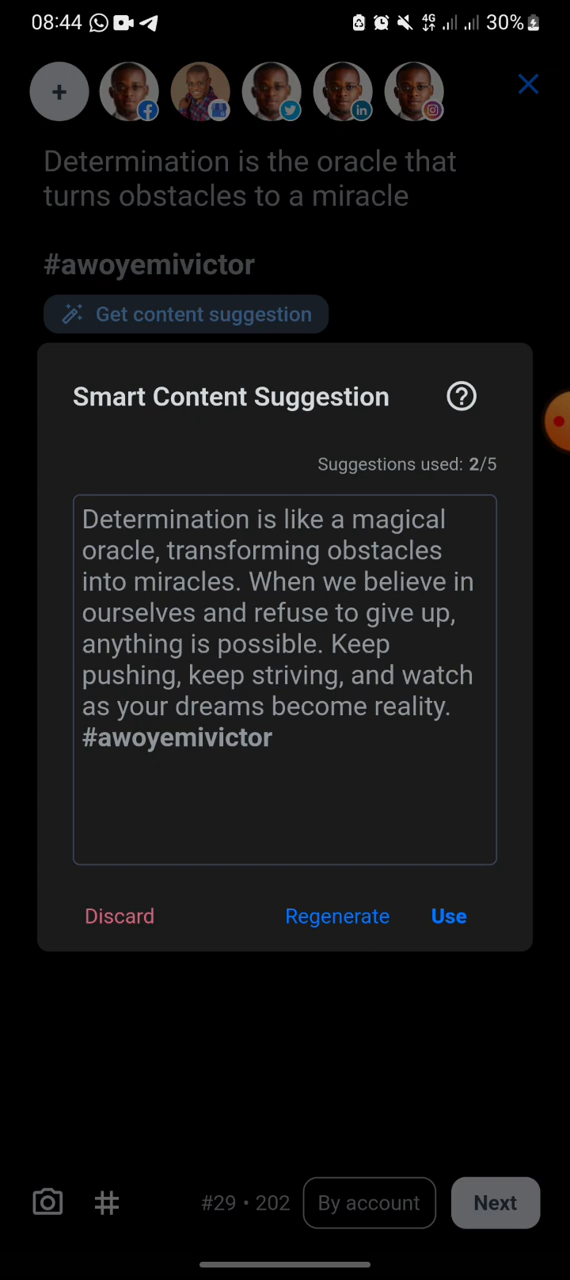 08:44 4G 30%
+
in
Determination is the oracle that
turns obstacles to a miracle
#awoyemivictor
Get content suggestion
Smart Content Suggestion ?
Suggestions used: 2/5
Determination is like a magical
oracle, transforming obstacles
into miracles. When we believe in
ourselves and refuse to give up,
anything is possible. Keep
pushing, keep striving, and watch
as your dreams become reality.
#awoyemivictor
Discard Regenerate Use
# #29 • 202 By account Next